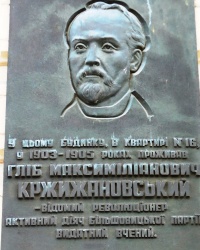 У цьому будинку, в квартирі №16,
у 1903-1905 роках проживав
ГЛІБ МАКСИМІЛІАНОВИЧ
КРЖИЖАНОВСЬКИЙ
-ВІДОМИЙ РЕВОЛЮЦІОНЕР,
АКТИВНИЙ ДІЯЧ БІЛЬШОВИЦЬКОЇ ПАРТІЇ,
ВИДАТНИЙ ВЧЕНИЙ.